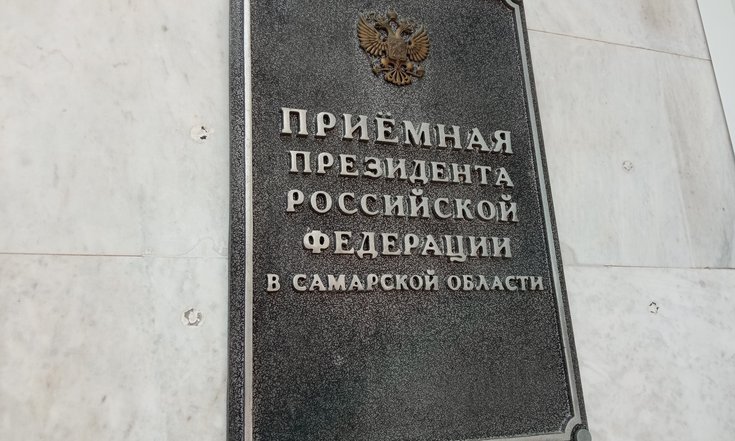 ПРИЁМНАЯ
ПРЕЗИДЕНТА
РОССИЙСКОЙ
ФЕДЕРАЦИИ
В САМАРСКОЙ ОБЛАСТИ